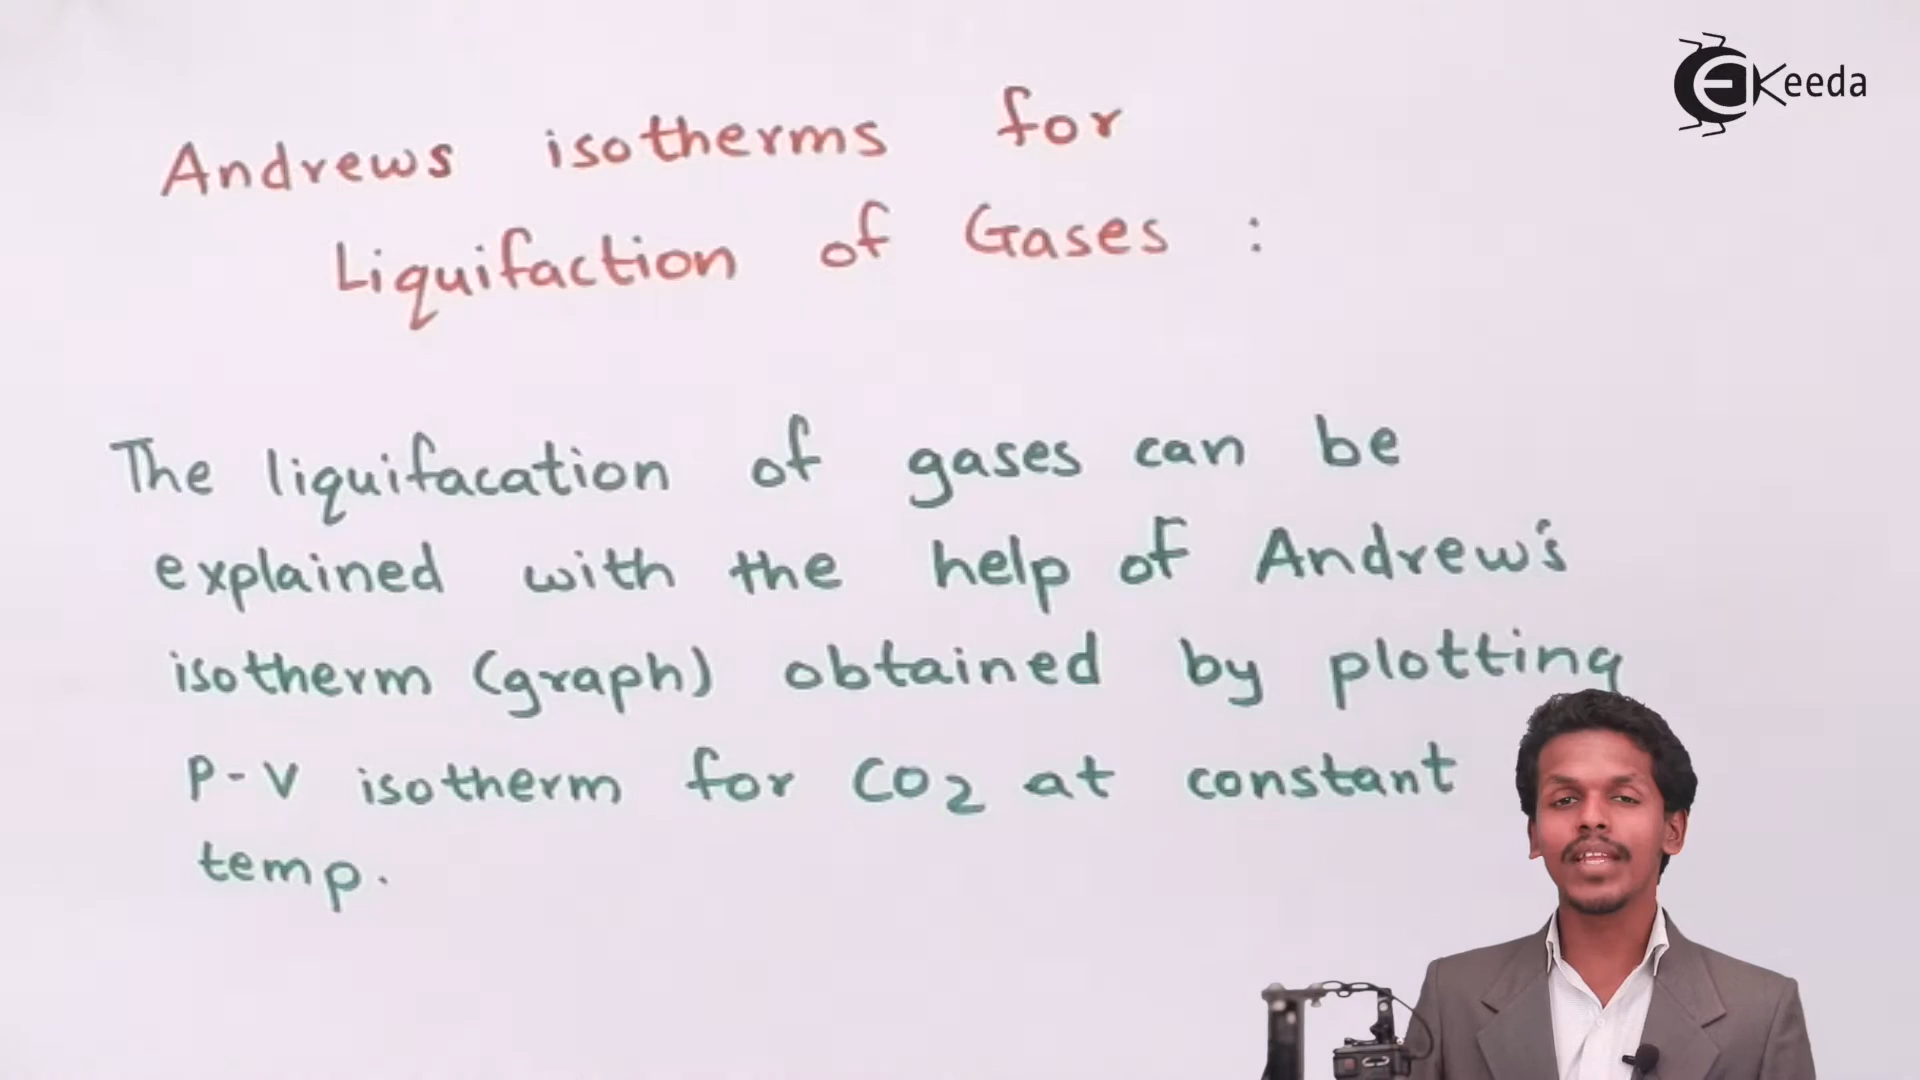 EKeeda
Andrews isotherms for
Liquifaction of Gases :
The liquifacation of gases can be
explained with the help of Andrew's
isotherm (graph) obtained by plotting
P-V isotherm for CO2 at constant
temp.